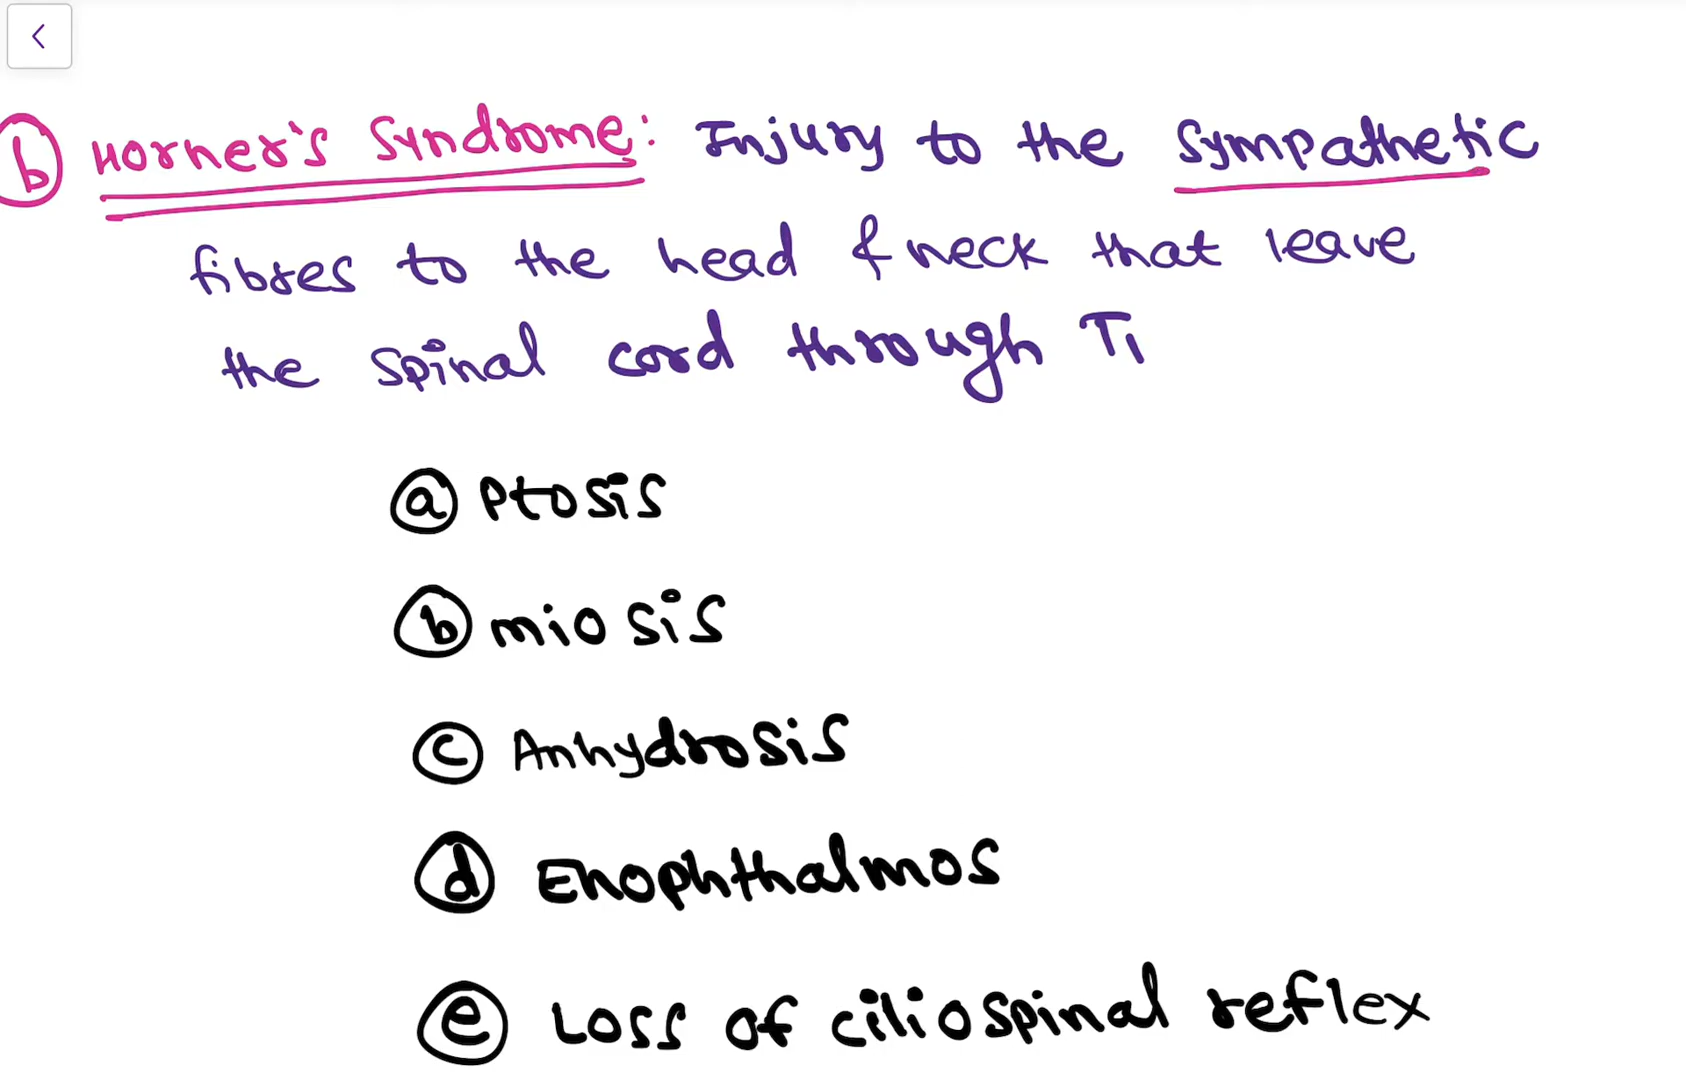 b Horner's Syndrome: Injury to the Sympathetic
fibres to the head & neck that leave
the spinal cord through T1
a Ptosis
b miosis
c Anhydrosis
d Enophthalmos
e Loss of ciliospinal reflex